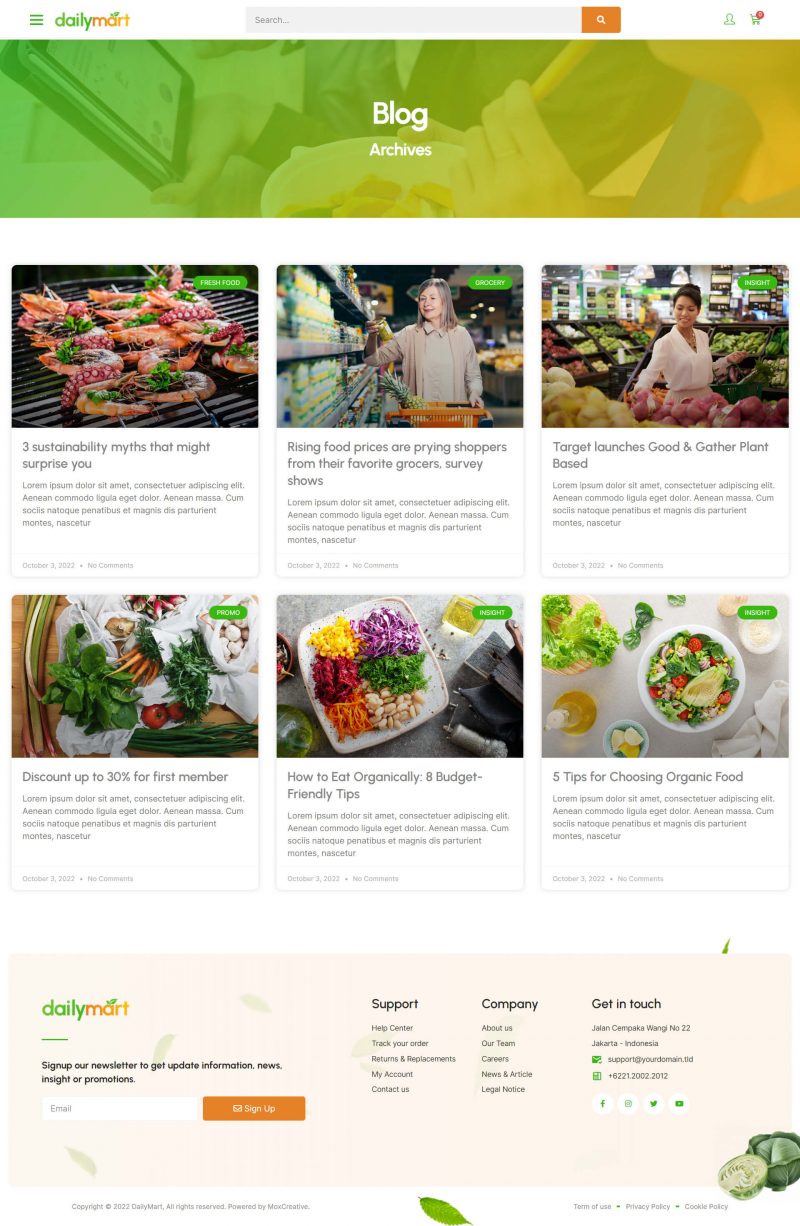 dailymart
Search...
0
Blog
Archives
FRESH FOOD
3 sustainability myths that might
surprise you
Lorem ipsum dolor sit amet, consectetuer adipiscing elit.
Aenean commodo ligula eget dolor. Aenean massa. Cum
sociis natoque penatibus et magnis dis parturient
montes, nascetur
October 3, 2022 • No Comments
GROCERY
Rising food prices are prying shoppers
from their favorite grocers, survey
shows
Lorem ipsum dolor sit amet, consectetuer adipiscing elit.
Aenean commodo ligula eget dolor. Aenean massa. Cum
sociis natoque penatibus et magnis dis parturient
montes, nascetur
October 3, 2022 • No Comments
INSIGHT
Target launches Good & Gather Plant
Based
Lorem ipsum dolor sit amet, consectetuer adipiscing elit.
Aenean commodo ligula eget dolor. Aenean massa. Cum
sociis natoque penatibus et magnis dis parturient
montes, nascetur
October 3, 2022 • No Comments
PROMO
Discount up to 30% for first member
Lorem ipsum dolor sit amet, consectetuer adipiscing elit.
Aenean commodo ligula eget dolor. Aenean massa. Cum
sociis natoque penatibus et magnis dis parturient
montes, nascetur
October 3, 2022 • No Comments
INSIGHT
How to Eat Organically: 8 Budget-
Friendly Tips
Lorem ipsum dolor sit amet, consectetuer adipiscing elit.
Aenean commodo ligula eget dolor. Aenean massa. Cum
sociis natoque penatibus et magnis dis parturient
montes, nascetur
October 3, 2022 • No Comments
INSIGHT
5 Tips for Choosing Organic Food
Lorem ipsum dolor sit amet, consectetuer adipiscing elit.
Aenean commodo ligula eget dolor. Aenean massa. Cum
sociis natoque penatibus et magnis dis parturient
montes, nascetur
October 3, 2022 • No Comments
dailymart
Signup our newsletter to get update information, news,
insight or promotions.
Email
Sign Up
Support
Help Center
Track your order
Returns & Replacements
My Account
Contact us
Company
About us
Our Team
Careers
News & Article
Legal Notice
Get in touch
Jalan Cempaka Wangi No 22
Jakarta - Indonesia
support@yourdomain.tld
+6221.2002.2012
Copyright © 2022 DailyMart, All rights reserved. Powered by MoxCreative.
Term of use - Privacy Policy - Cookie Policy